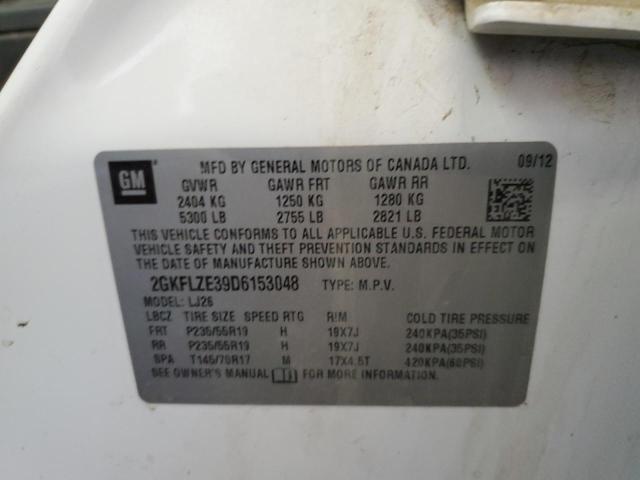 GM MFD BY GENERAL MOTORS OF CANADA LTD. 09/12
GVWR GAWR FRT GAWR RR
2404 KG 1250 KG 1280 KG
5300 LB 2755 LB 2821 LB
THIS VEHICLE CONFORMS TO ALL APPLICABLE U.S. FEDERAL MOTOR
VEHICLE SAFETY AND THEFT PREVENTION STANDARDS IN EFFECT ON
THE DATE OF MANUFACTURE SHOWN ABOVE.
2GKFLZE39D6153048 TYPE: M.P.V.
MODEL: LJ26
LBCZ TIRE SIZE SPEED RTG RIM COLD TIRE PRESSURE
FRT P235/55R19 H 19X7J 240KPA(35PSI)
RR P235/55R19 H 19X7J 240KPA(35PSI)
SPA T145/70R17 M 17X4.5T 420KPA(60PSI)
SEE OWNER'S MANUAL FOR MORE INFORMATION.